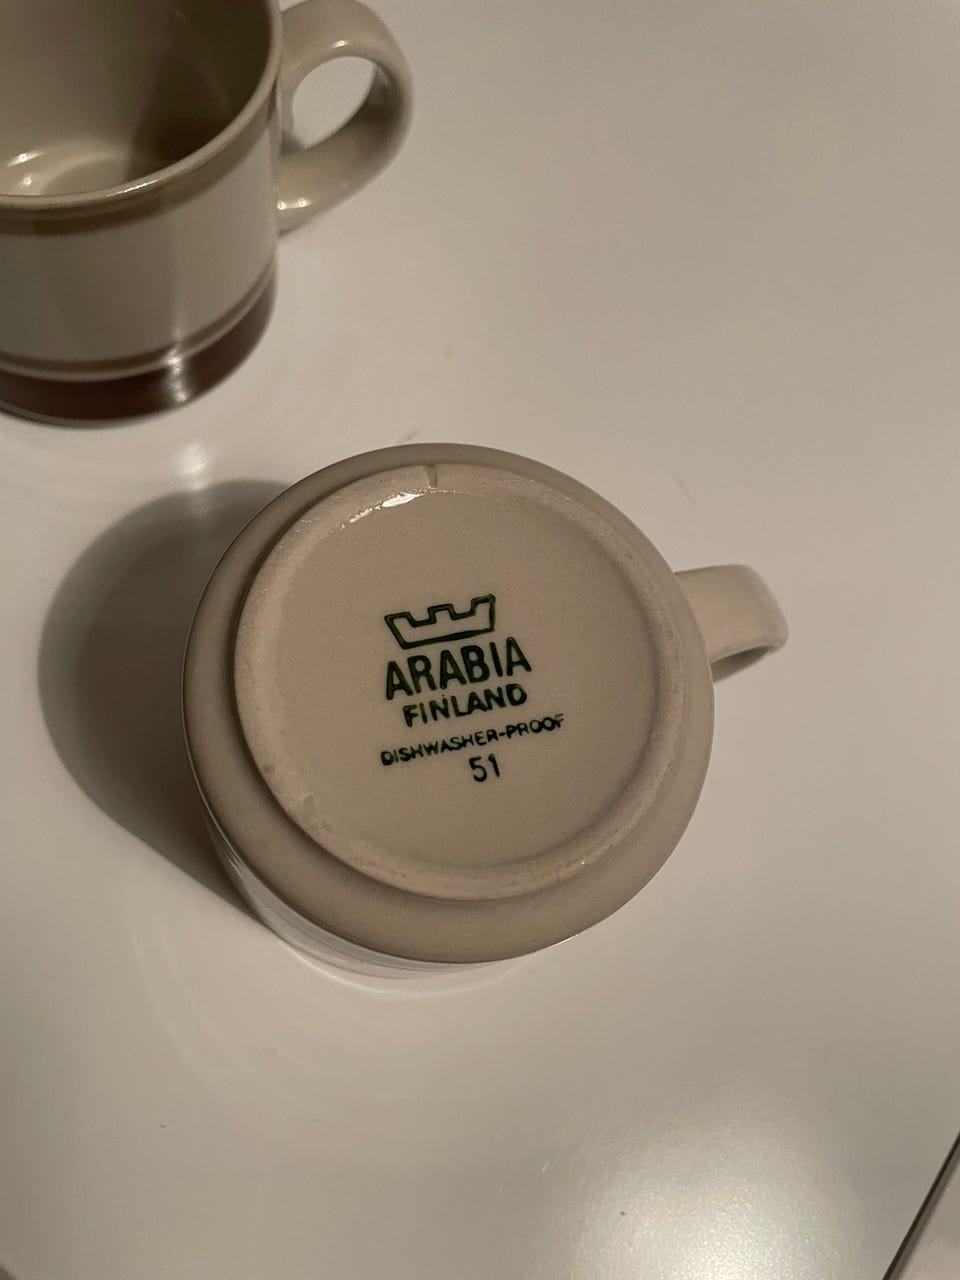 ARABIA
FINLAND
DISHWASHER-PROOF
51